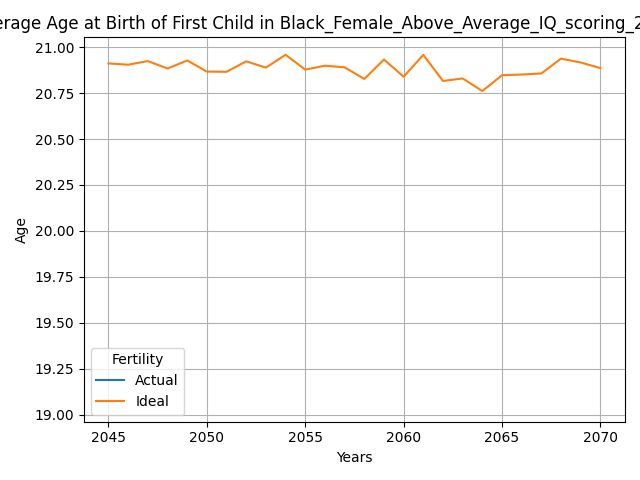 erage Age at Birth of First Child in Black_Female_Above_Average_IQ_scoring_2
21.00
20.75
20.50
20.25
20.00
19.75
19.50
19.25
19.00
Age
Fertility
Actual
Ideal
2045 2050 2055 2060 2065 2070
Years